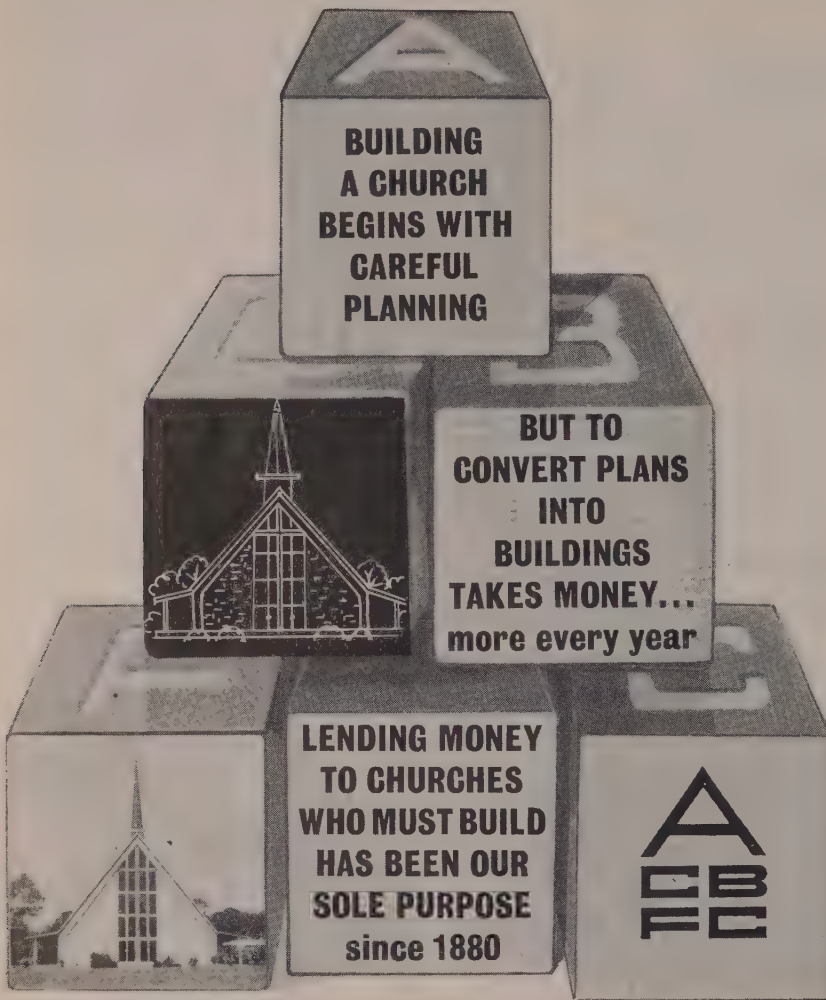 A
BUILDING
A CHURCH
BEGINS WITH
CAREFUL
PLANNING
BUT TO
CONVERT PLANS
INTO
BUILDINGS
TAKES MONEY...
more every year
LENDING MONEY
TO CHURCHES
WHO MUST BUILD
HAS BEEN OUR
SOLE PURPOSE
since 1880
A
CB
FC